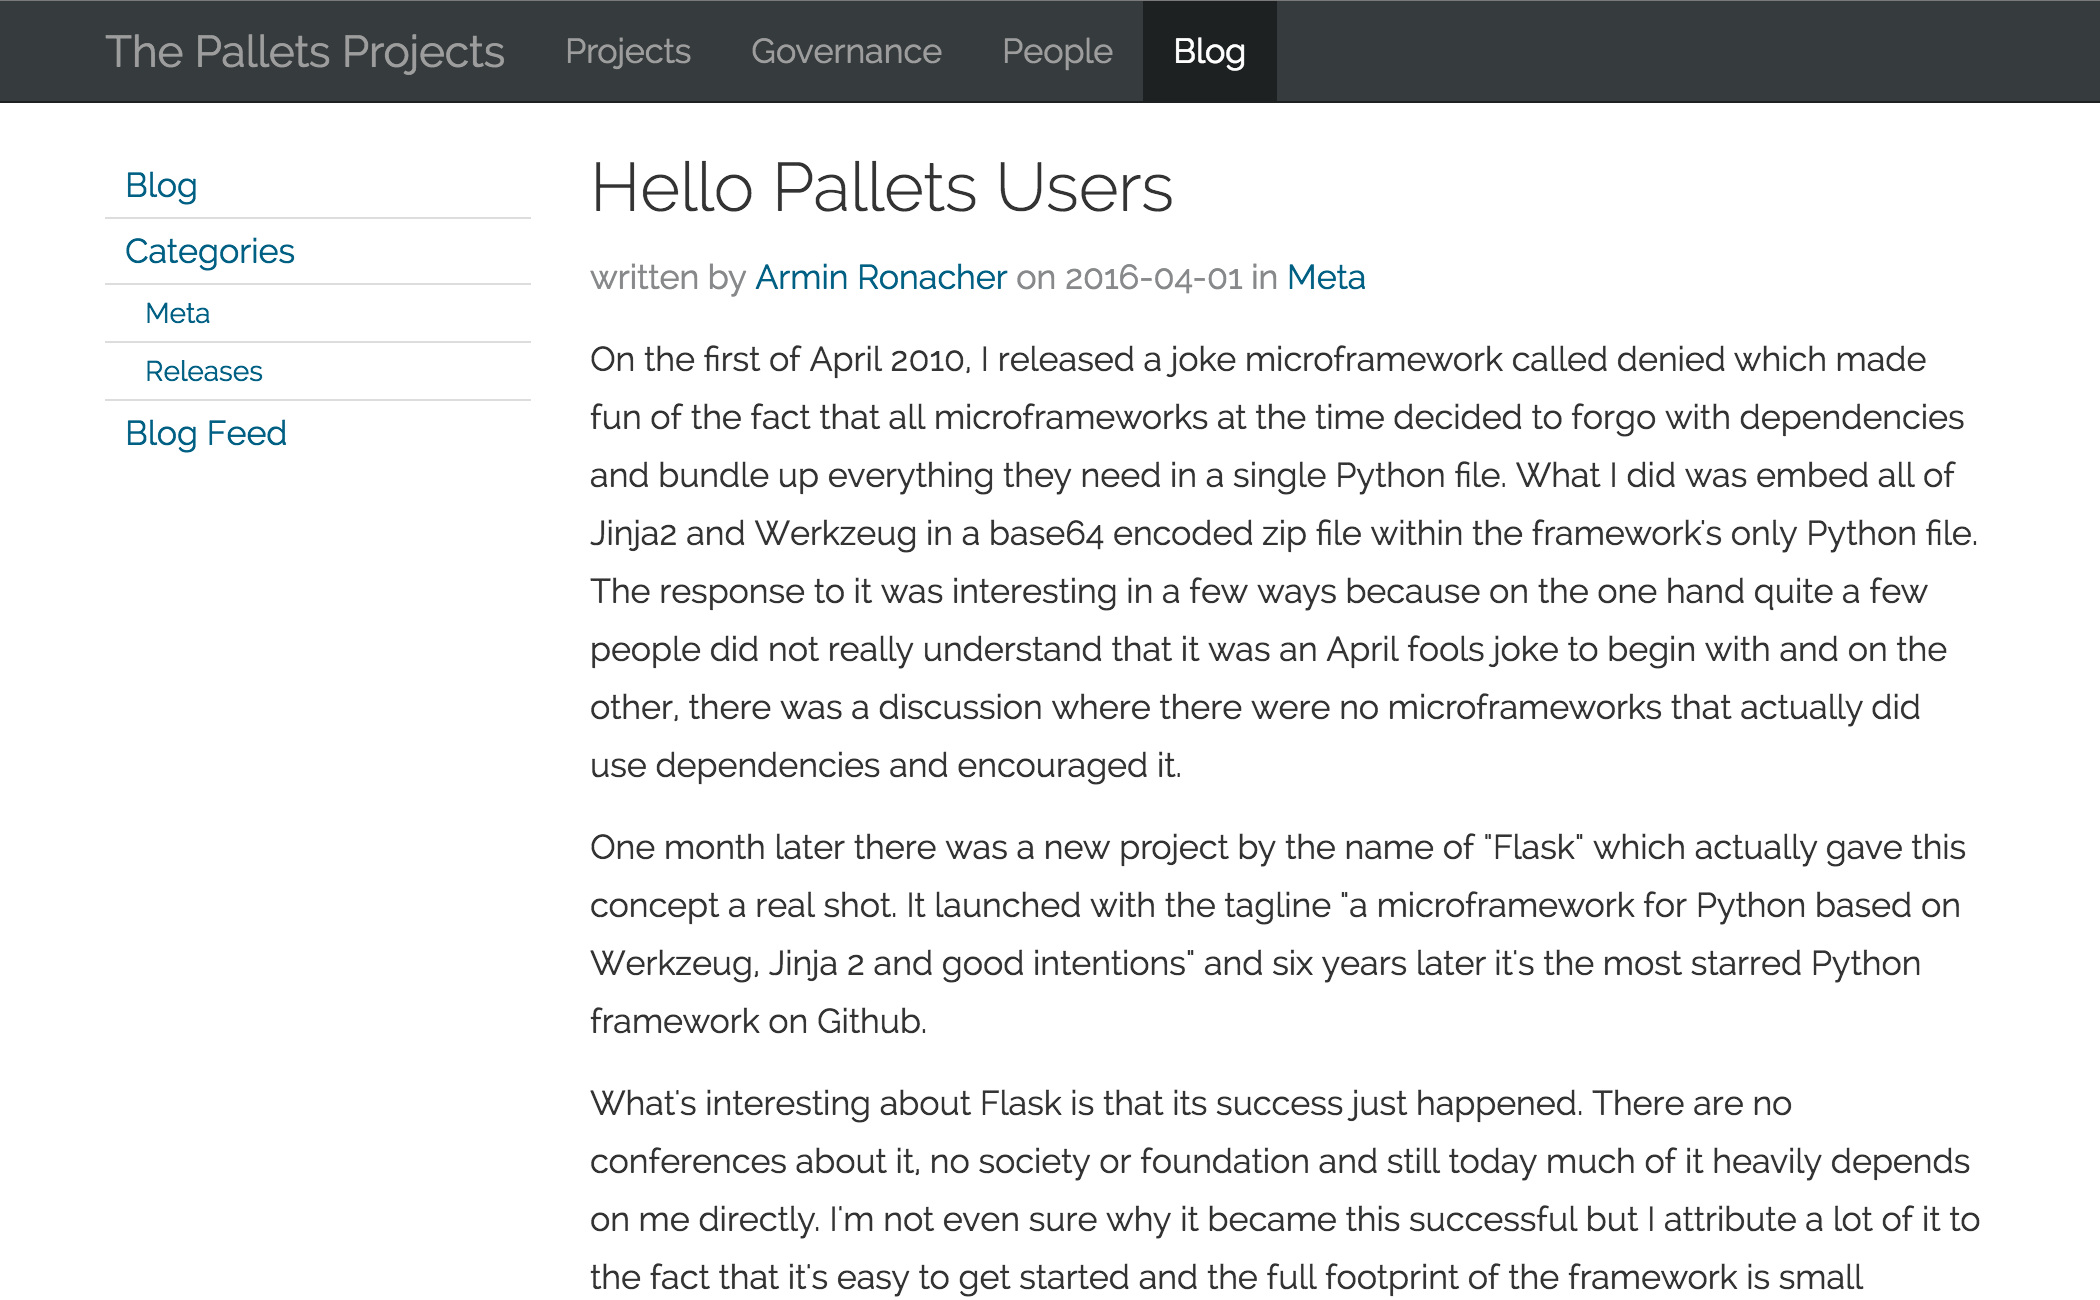 The Pallets Projects Projects Governance People Blog
Blog
Categories
Meta
Releases
Blog Feed
Hello Pallets Users
written by Armin Ronacher on 2016-04-01 in Meta
On the first of April 2010, I released a joke microframework called denied which made
fun of the fact that all microframeworks at the time decided to forgo with dependencies
and bundle up everything they need in a single Python file. What I did was embed all of
Jinja2 and Werkzeug in a base64 encoded zip file within the framework's only Python file.
The response to it was interesting in a few ways because on the one hand quite a few
people did not really understand that it was an April fools joke to begin with and on the
other, there was a discussion where there were no microframeworks that actually did
use dependencies and encouraged it.
One month later there was a new project by the name of "Flask" which actually gave this
concept a real shot. It launched with the tagline "a microframework for Python based on
Werkzeug, Jinja 2 and good intentions" and six years later it's the most starred Python
framework on Github.
What's interesting about Flask is that its success just happened. There are no
conferences about it, no society or foundation and still today much of it heavily depends
on me directly. I'm not even sure why it became this successful but I attribute a lot of it to
the fact that it's easy to get started and the full footprint of the framework is small